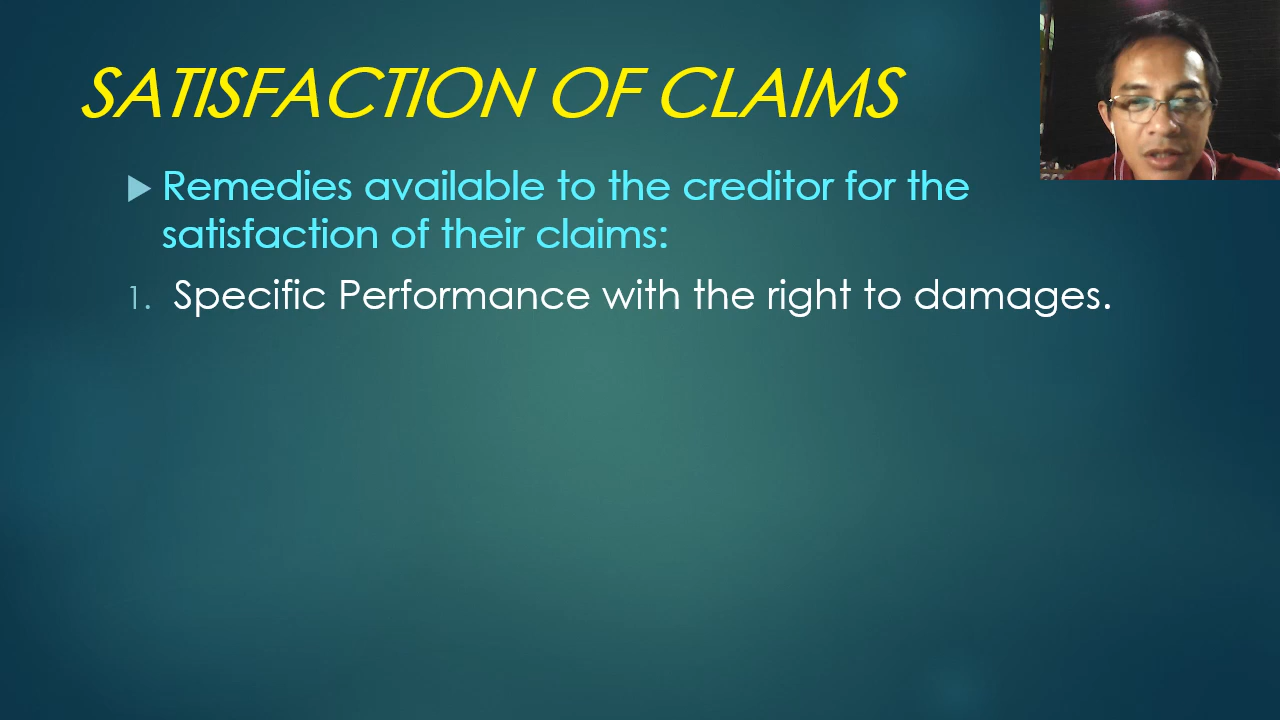 SATISFACTION OF CLAIMS
Remedies available to the creditor for the
satisfaction of their claims:
1. Specific Performance with the right to damages.